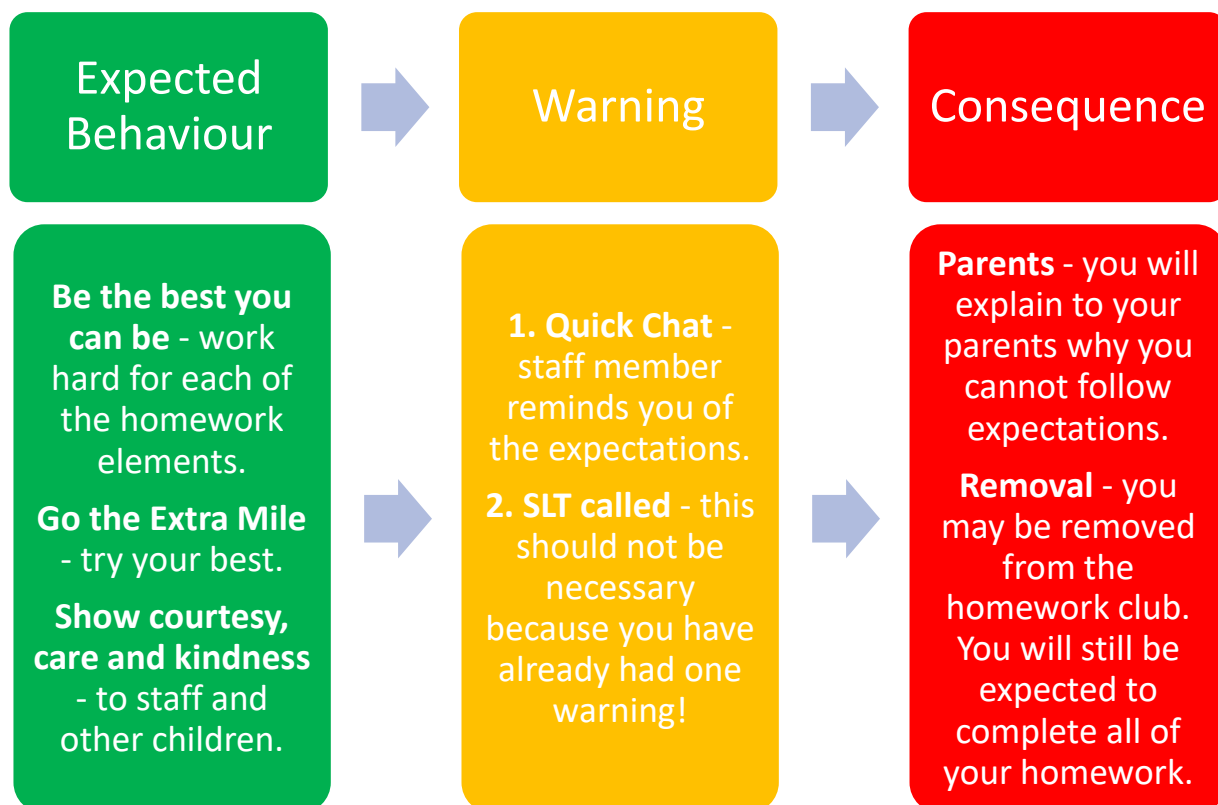 Expected
Behaviour
Warning
Consequence
Be the best you
can be - work
hard for each of
the homework
elements.
Go the Extra Mile
- try your best.
Show courtesy,
care and kindness
- to staff and
other children.
1. Quick Chat -
staff member
reminds you of
the expectations.
2. SLT called - this
should not be
necessary
because you have
already had one
warning!
Parents - you will
explain to your
parents why you
cannot follow
expectations.
Removal - you
may be removed
from the
homework club.
You will still be
expected to
complete all of
your homework.